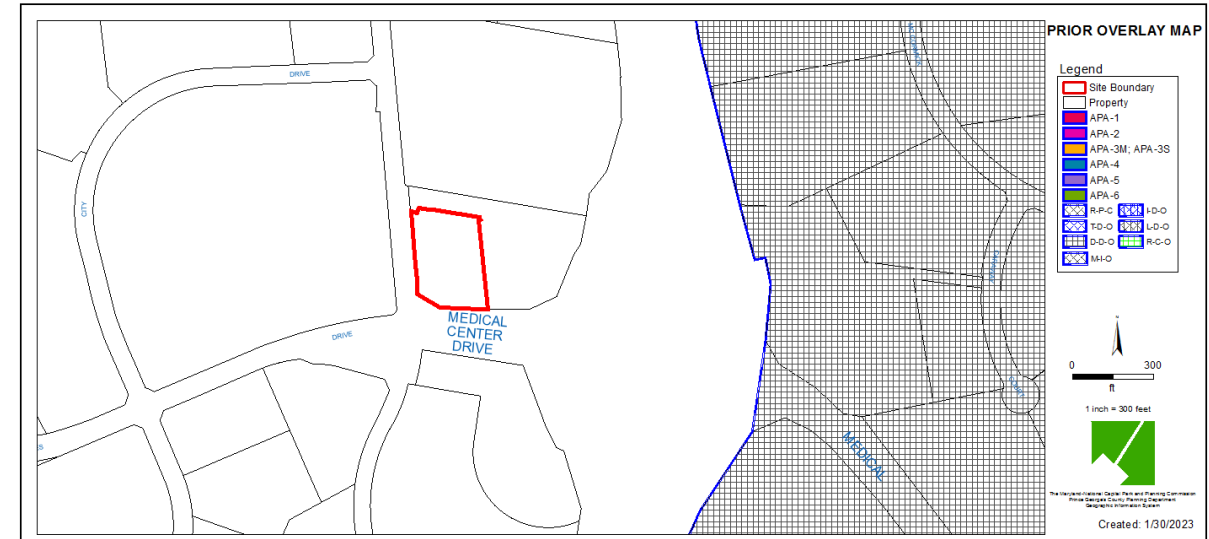 PRIOR OVERLAY MAP
Legend
Site Boundary
Property
APA-1
APA-2
APA-3M; APA-3S
APA-4
APA-5
APA-6
R-P-C I-D-O
T-D-O L-D-O
D-D-O R-C-O
M-I-O
DRIVE
CITY
DRIVE
MEDICAL
CENTER
DRIVE
MCCORMICK
COURT
MEDICAL
N
0 300
ft
1 inch = 300 feet
The Maryland-National Capital Park and Planning Commission
Prince George's County Planning Department
Geographic Information System
Created: 1/30/2023